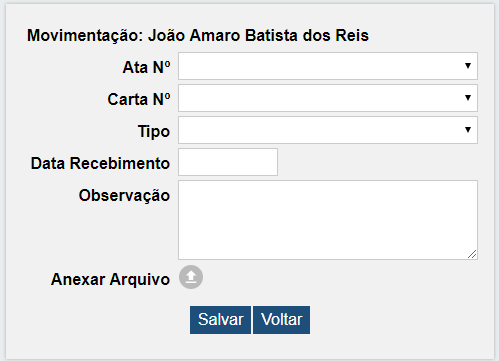 Movimentação: João Amaro Batista dos Reis
Ata Nº
Carta Nº
Tipo
Data Recebimento
Observação
Anexar Arquivo
Salvar Voltar